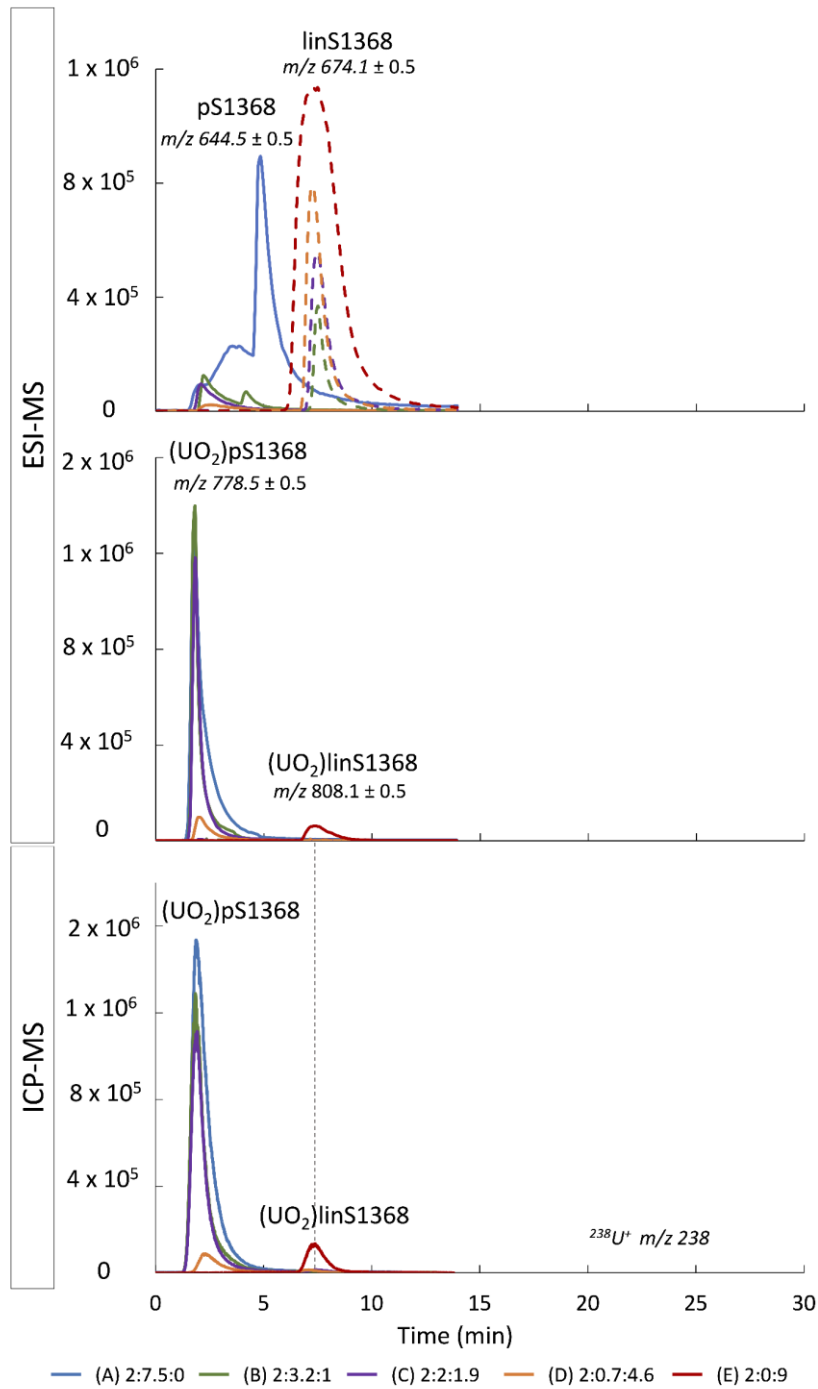 ESI-MS
linS1368
m/z 674.1 ± 0.5
1 x 10⁶
pS1368
m/z 644.5 ± 0.5
8 x 10⁵
4 x 10⁵
0
(UO₂)pS1368
2 x 10⁶
m/z 778.5 ± 0.5
1 x 10⁶
8 x 10⁵
4 x 10⁵
(UO₂)linS1368
m/z 808.1 ± 0.5
0
ICP-MS
(UO₂)pS1368
2 x 10⁶
1 x 10⁶
8 x 10⁵
4 x 10⁵
(UO₂)linS1368
²³⁸U⁺ m/z 238
0
0 5 10 15 20 25 30
Time (min)
(A) 2:7.5:0 (B) 2:3.2:1 (C) 2:2:1.9 (D) 2:0.7:4.6 (E) 2:0:9